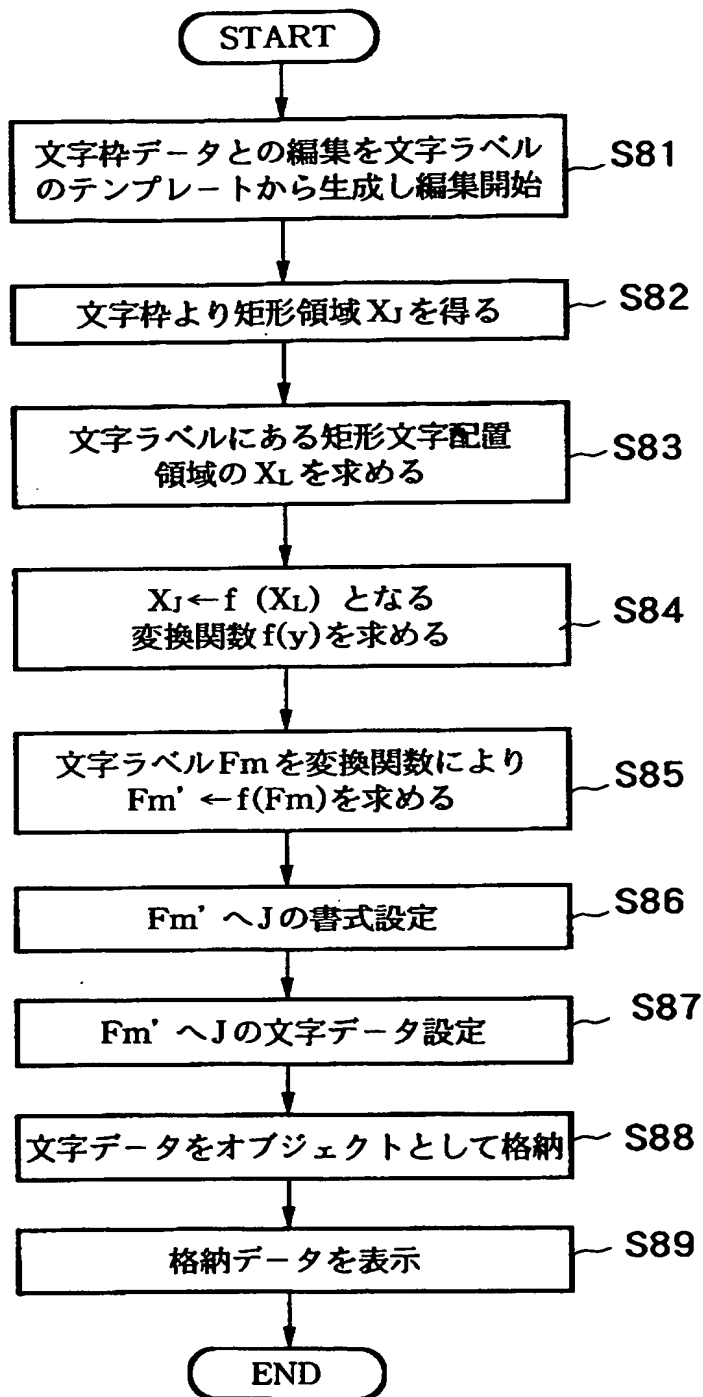 START
文字枠データとの編集を文字ラベル
のテンプレートから生成し編集開始
S81
文字枠より矩形領域XJを得る
S82
文字ラベルにある矩形文字配置
領域のXLを求める
S83
XJ←f (XL) となる
変換関数f(y)を求める
S84
文字ラベルFmを変換関数により
Fm'←f(Fm)を求める
S85
Fm'へJの書式設定
S86
Fm'へJの文字データ設定
S87
文字データをオブジェクトとして格納
S88
格納データを表示
S89
END